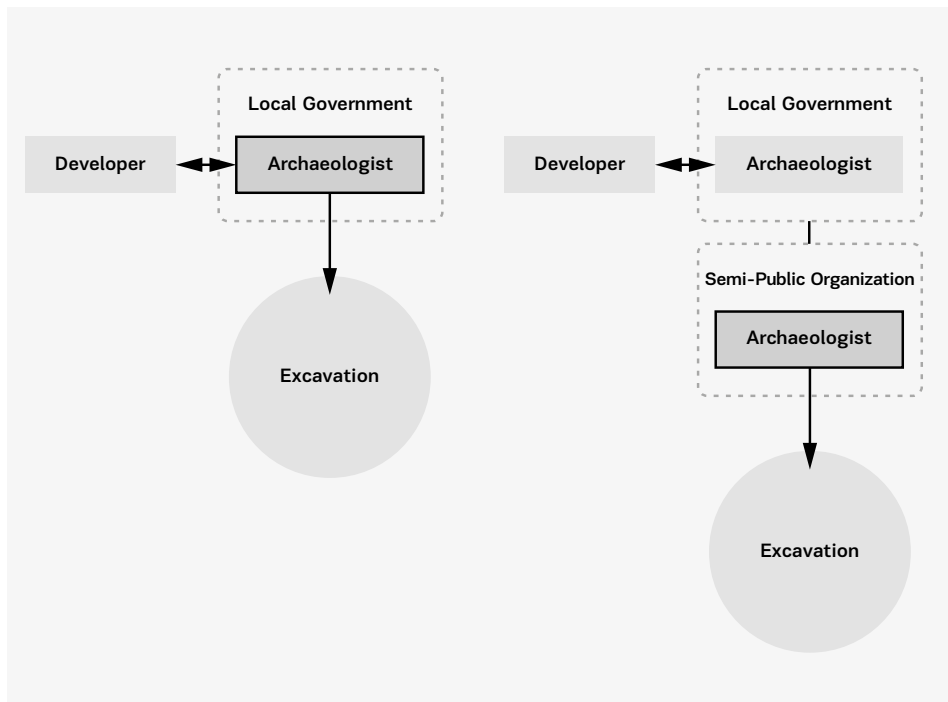 Local Government
Developer
Archaeologist
Excavation
Local Government
Developer
Archaeologist
Semi-Public Organization
Archaeologist
Excavation